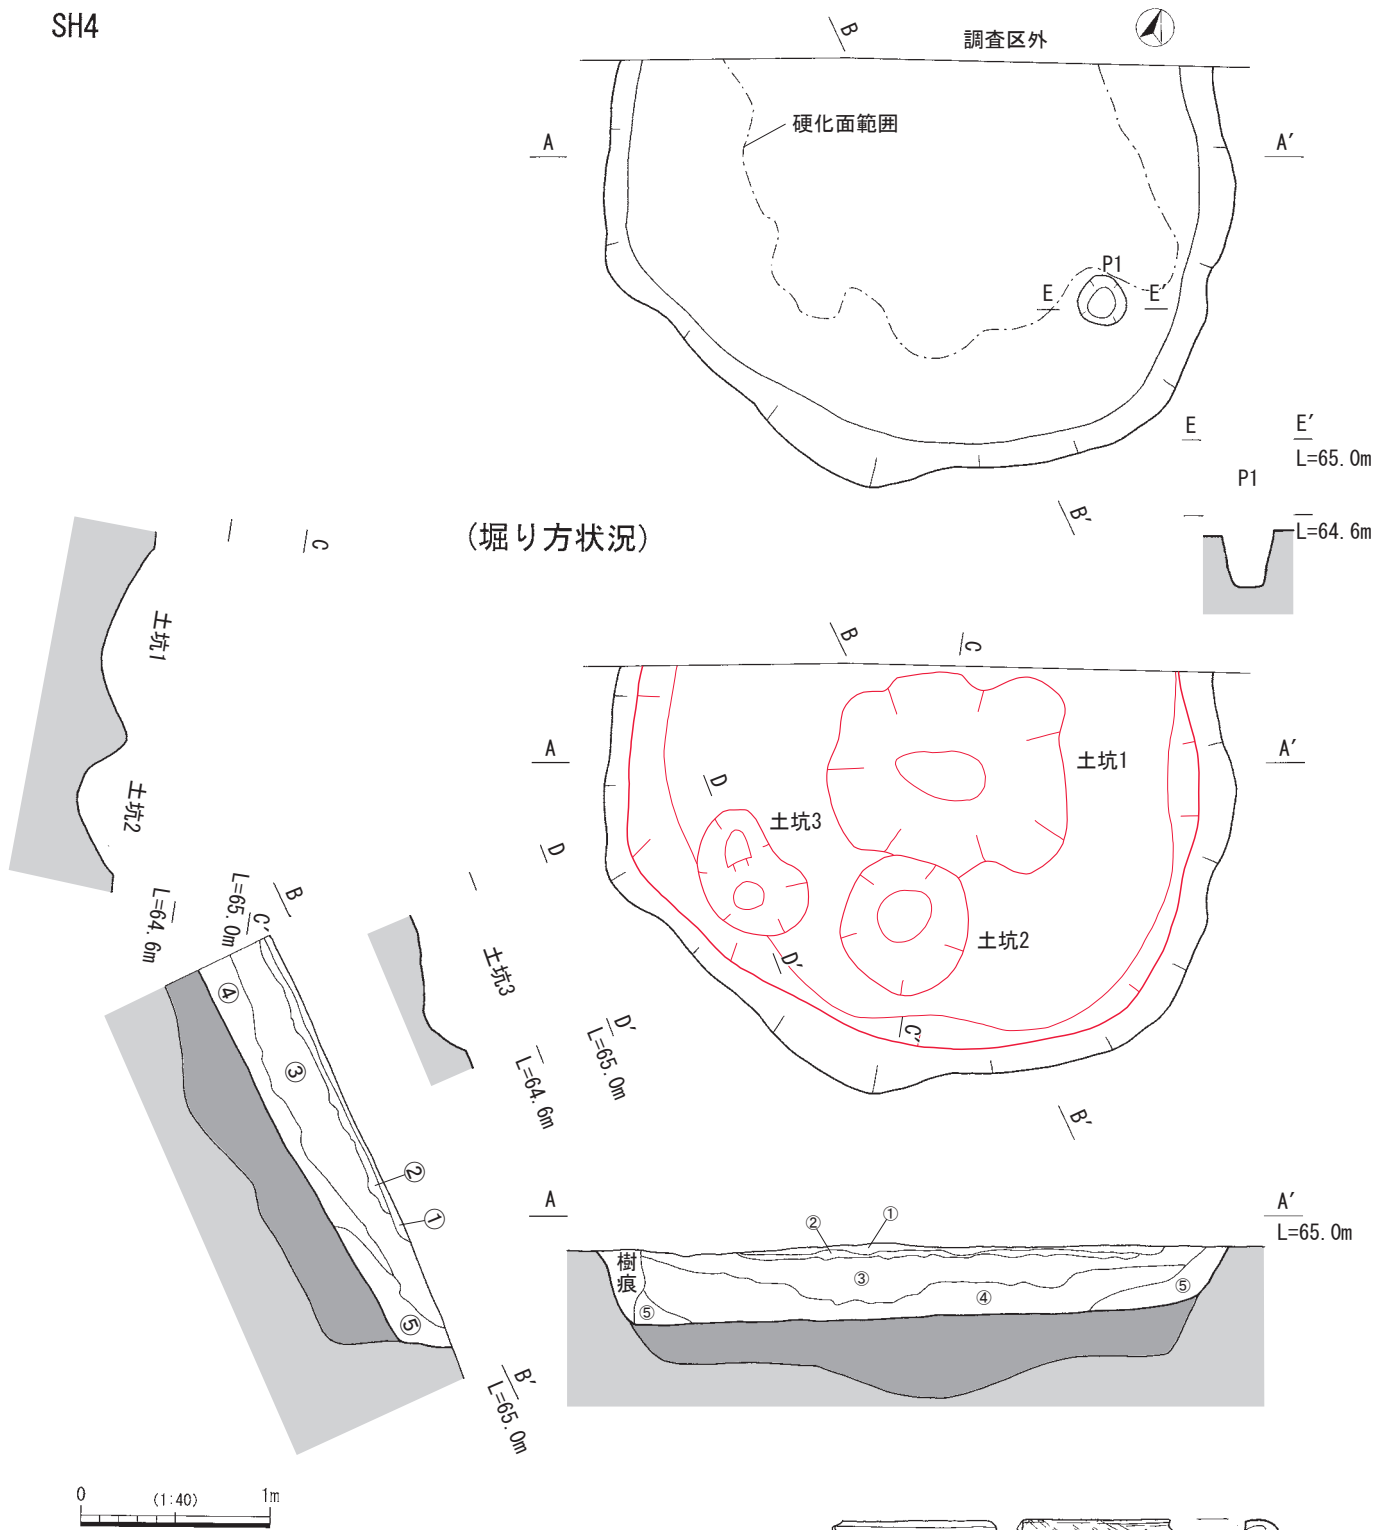 SH4
B
調査区外
硬化面範囲
A
A′
P1
E
E′
E
E′
L=65.0m
P1
L=64.6m
B′
(堀り方状況)
C
土坑1
土坑2
L=64.6m
L=65.0m
C′
B
C
A
A′
土坑1
D
土坑3
土坑2
D′
C′
B′
D
土坑3
D′
L=65.0m
L=64.6m
B
④
③
②
①
⑤
B′
L=65.0m
A
A′
L=65.0m
①
②
樹痕
③
④
⑤
⑤
0
(1:40)
1m